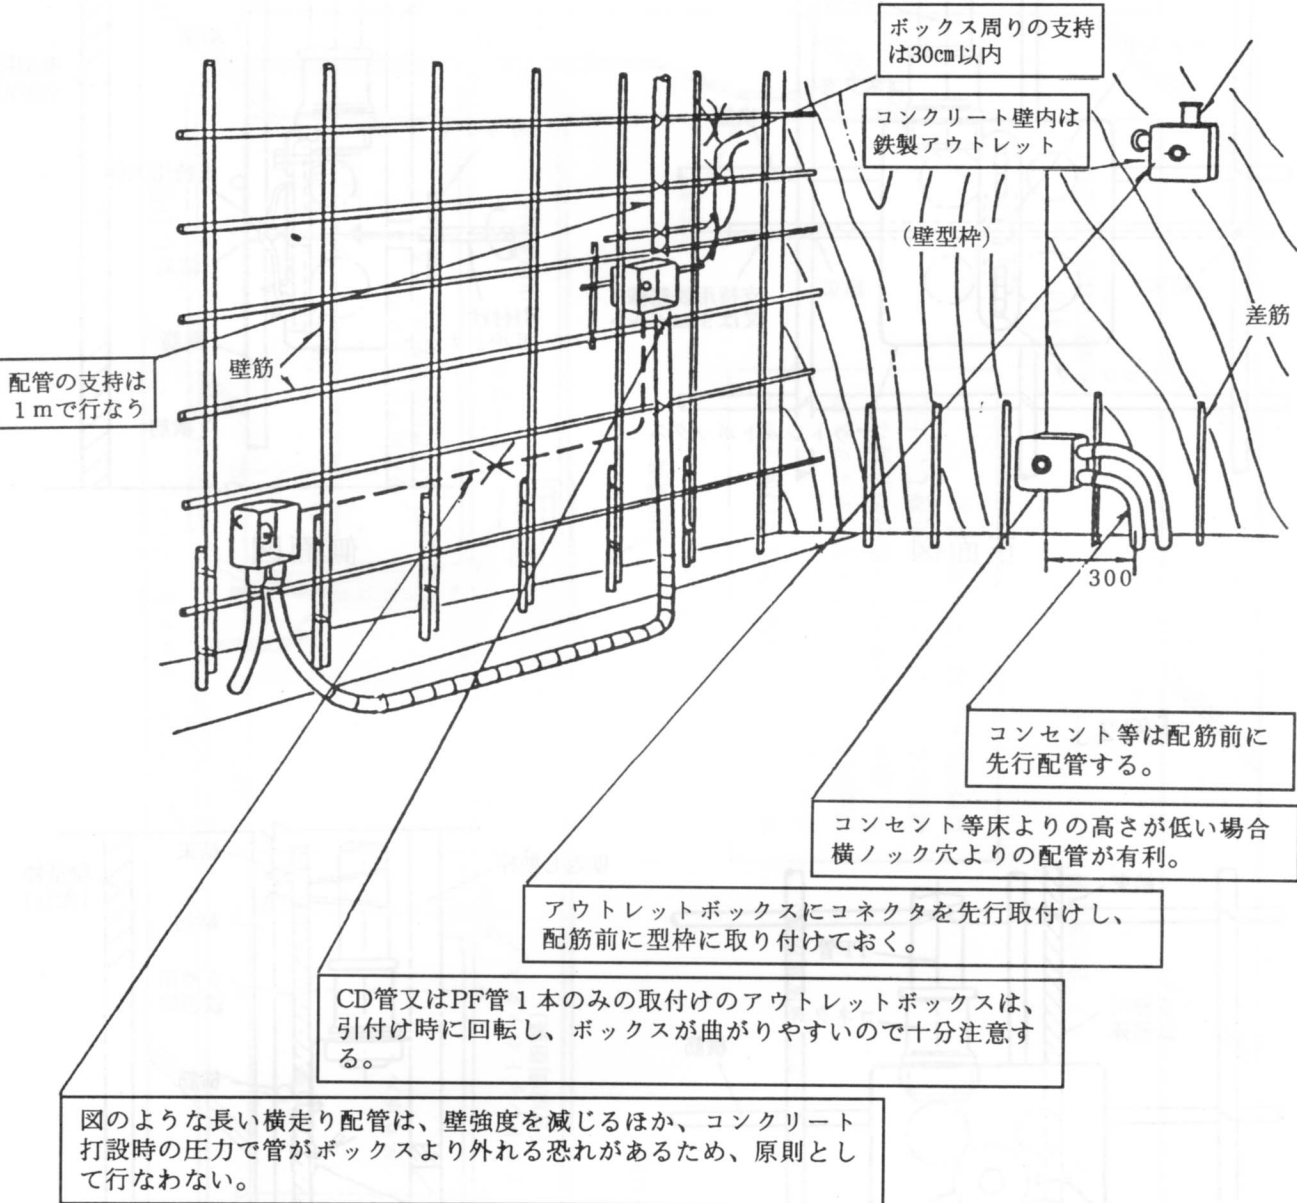 ボックス周りの支持
は30cm以内
コンクリート壁内は
鉄製アウトレット
(壁型枠)
差筋
配管の支持は
1mで行なう
壁筋
300
コンセント等は配筋前に
先行配管する。
コンセント等床よりの高さが低い場合
横ノック穴よりの配管が有利。
アウトレットボックスにコネクタを先行取付けし、
配筋前に型枠に取り付けておく。
CD管又はPF管1本のみの取付けのアウトレットボックスは、
引付け時に回転し、ボックスが曲がりやすいので十分注意す
る。
図のような長い横走り配管は、壁強度を減じるほか、コンクリート
打設時の圧力で管がボックスより外れる恐れがあるため、原則とし
て行なわない。